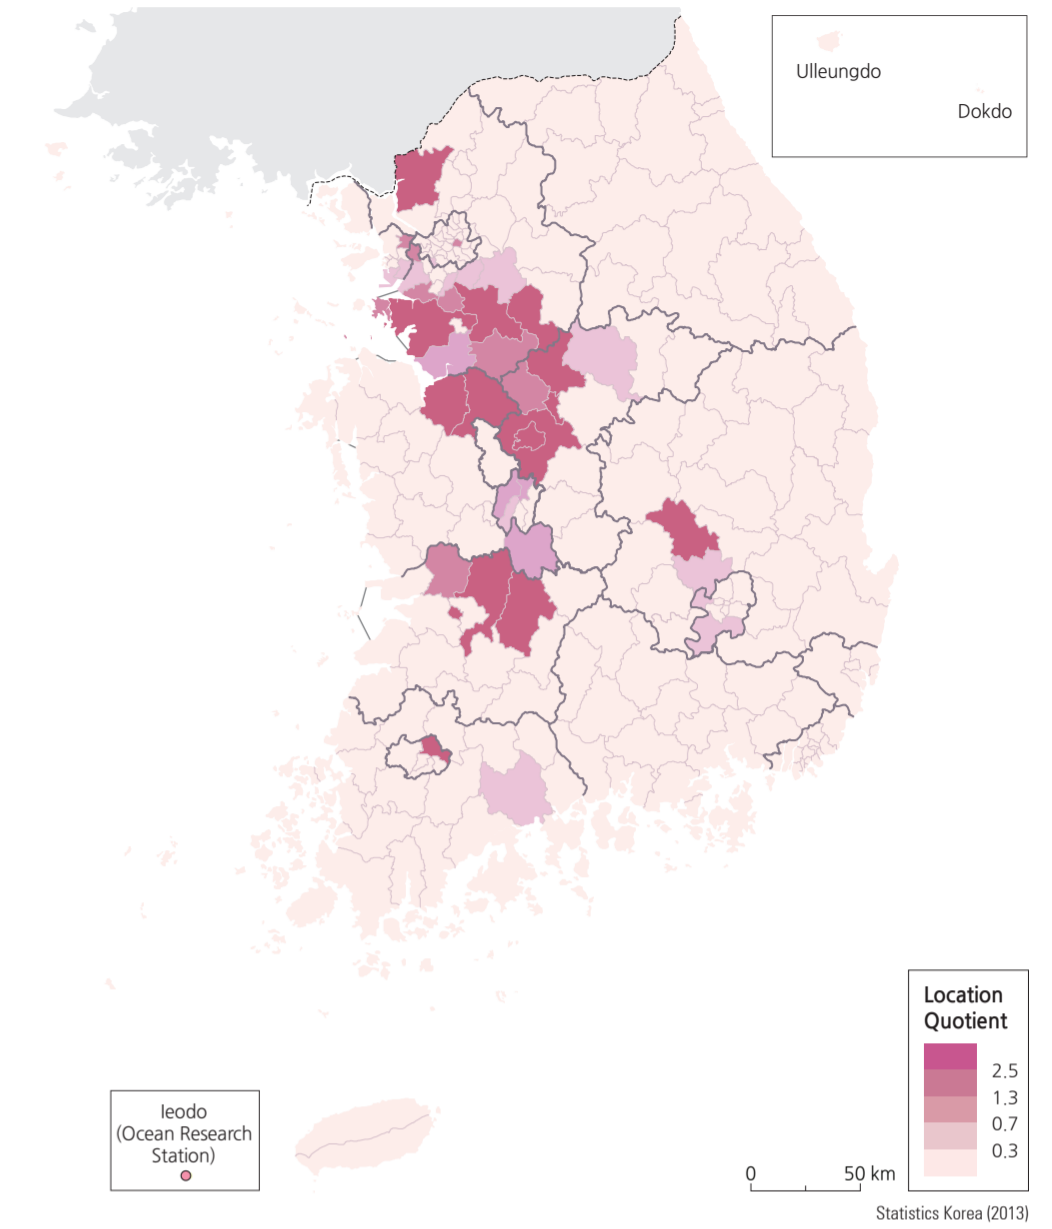 Ulleungdo
Dokdo
Location
Quotient
2.5
1.3
0.7
0.3
Ieodo
(Ocean Research
Station)
0 50 km
Statistics Korea (2013)